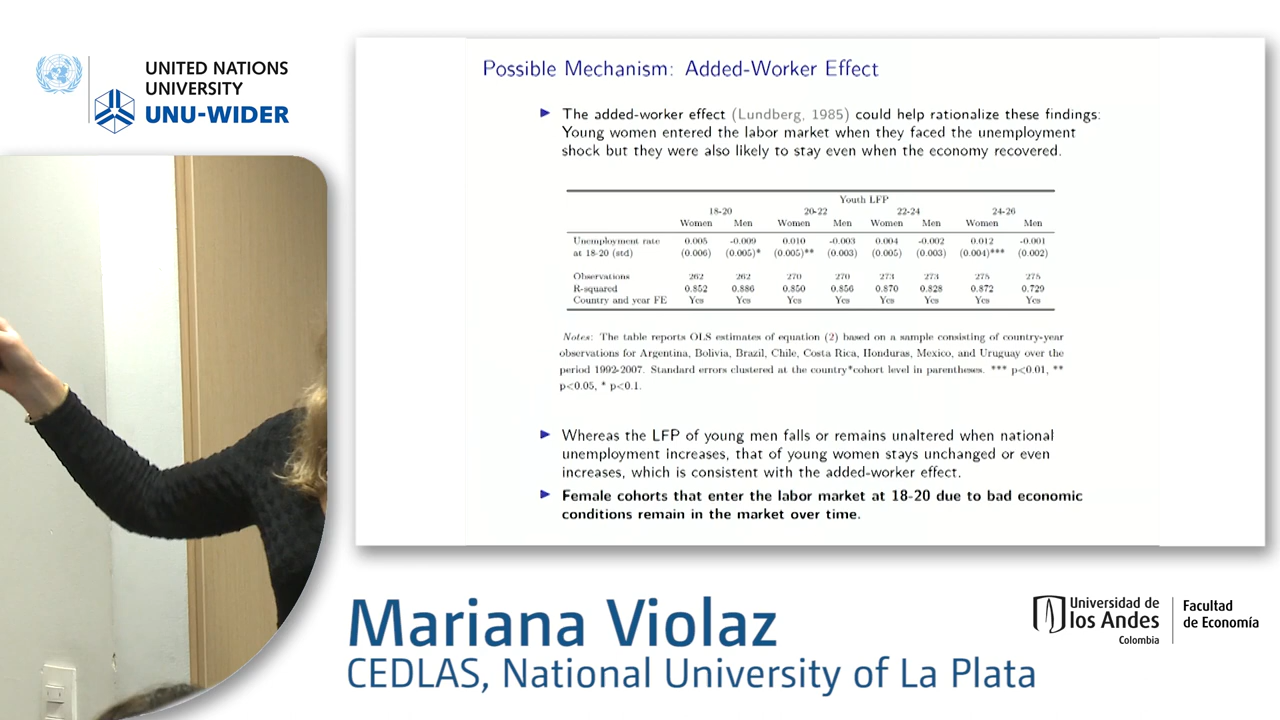 UNITED NATIONS
UNIVERSITY
UNU-WIDER
Possible Mechanism: Added-Worker Effect
The added-worker effect (Lundberg, 1985) could help rationalize these findings:
Young women entered the labor market when they faced the unemployment
shock but they were also likely to stay even when the economy recovered.
Youth LFP
18-20 20-22 22-24 24-26
Women Men Women Men Women Men Women Men
Unemployment rate 0.005 -0.009 0.010 -0.003 0.004 -0.002 0.012 -0.001
at 18-20 (std) (0.006) (0.005)* (0.005)** (0.003) (0.005) (0.003) (0.004)*** (0.002)
Observations 262 262 270 270 273 273 275 275
R-squared 0.852 0.886 0.850 0.856 0.870 0.828 0.872 0.729
Country and year FE Yes Yes Yes Yes Yes Yes Yes Yes
Notes: The table reports OLS estimates of equation (2) based on a sample consisting of country-year
observations for Argentina, Bolivia, Brazil, Chile, Costa Rica, Honduras, Mexico, and Uruguay over the
period 1992-2007. Standard errors clustered at the country*cohort level in parentheses. *** p<0.01, **
p<0.05, * p<0.1.
Whereas the LFP of young men falls or remains unaltered when national
unemployment increases, that of young women stays unchanged or even
increases, which is consistent with the added-worker effect.
Female cohorts that enter the labor market at 18-20 due to bad economic
conditions remain in the market over time.
Mariana Violaz
CEDLAS, National University of La Plata
Universidad de
los Andes
Colombia
Facultad
de Economía